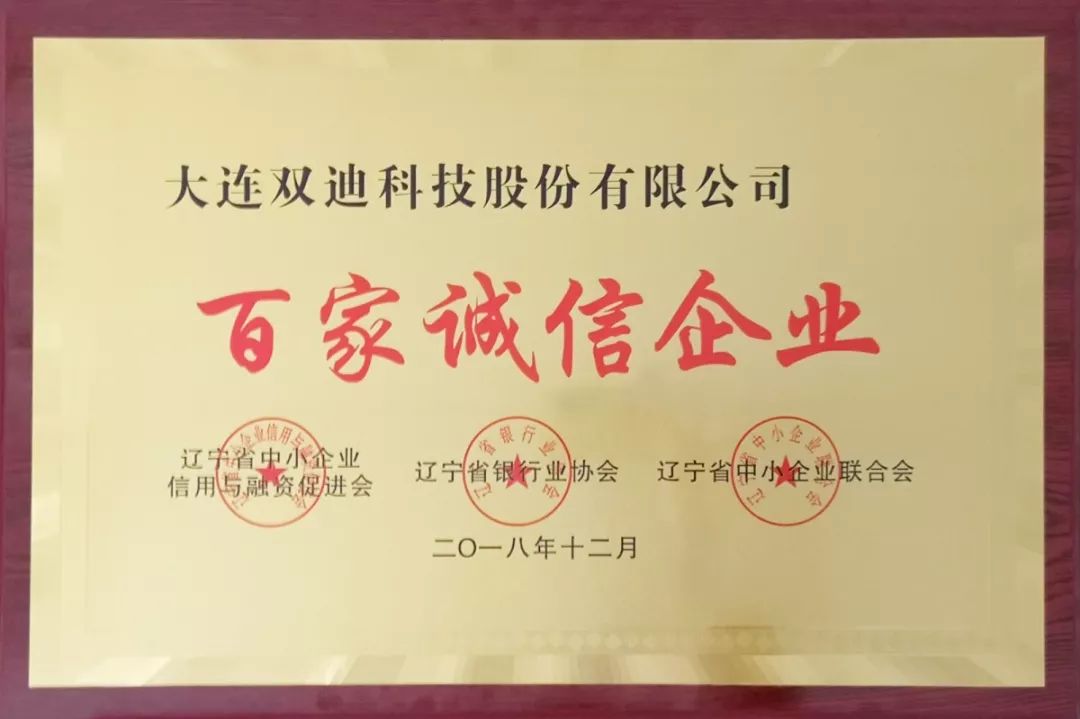 大连双迪科技股份有限公司
百家诚信企业
辽宁省中小企业
信用与融资促进会
辽宁省银行业协会
辽宁省中小企业联合会
二〇一八年十二月